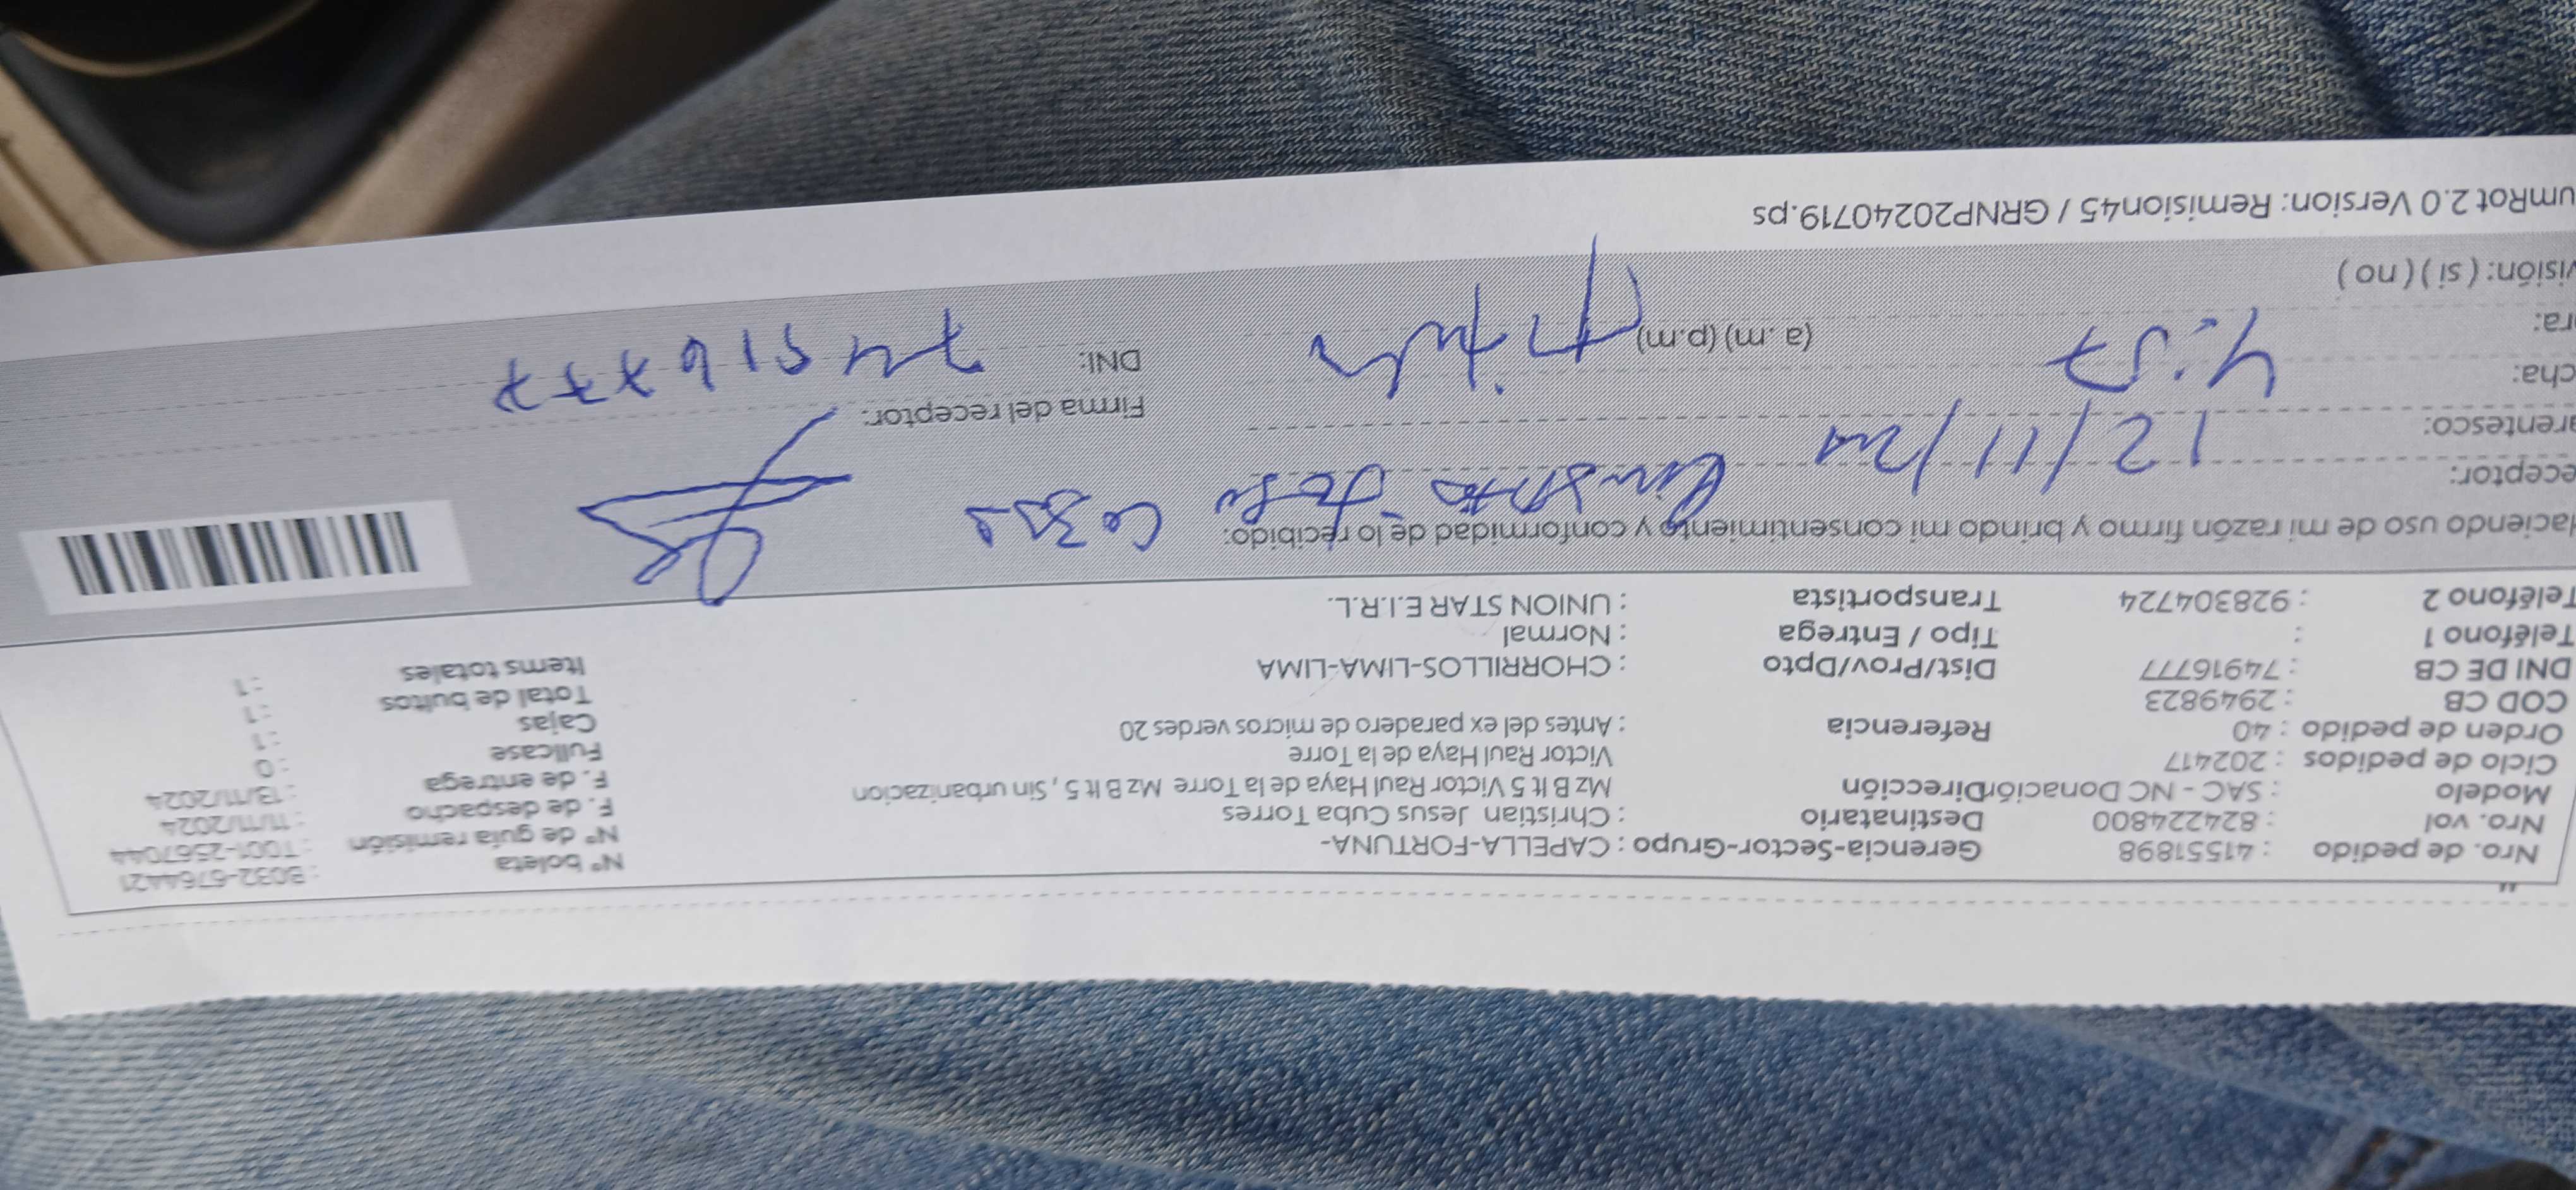 Nro. de pedido : 41551898 Gerencia-Sector-Grupo : CAPELLA-FORTUNA- N° boleta : B032-6764421
Nro. vol : 824224800 Destinatario : Christian Jesus Cuba Torres N° de guía remisión : T001-2567044
Modelo : SAC - NC Donación Dirección Mz B lt 5 Victor Raul Haya de la Torre Mz B lt 5 , Sin urbanizacion F. de despacho : 11/11/2024
Ciclo de pedidos : 202417 Victor Raul Haya de la Torre F. de entrega : 13/11/2024
Orden de pedido : 40 Referencia : Antes del ex paradero de micros verdes 20 Fullcase : 0
COD CB : 2949823 Cajas : 1
DNI DE CB : 74916777 Dist/Prov/Dpto : CHORRILLOS-LIMA-LIMA Total de bultos : 1
Teléfono 1 : Tipo / Entrega : Normal Items totales : 1
Teléfono 2 : 928304724 Transportista : UNION STAR E.I.R.L.
Haciendo uso de mi razón firmo y brindo mi consentimiento y conformidad de lo recibido:
eceptor:
arentesco: 12/11/24 Firma del receptor:
cha: 4:57 DNI:
ra: (a.m) (p.m)
visión: ( si ) ( no )
umRot 2.0 Version: Remision45 / GRNP20240719.ps